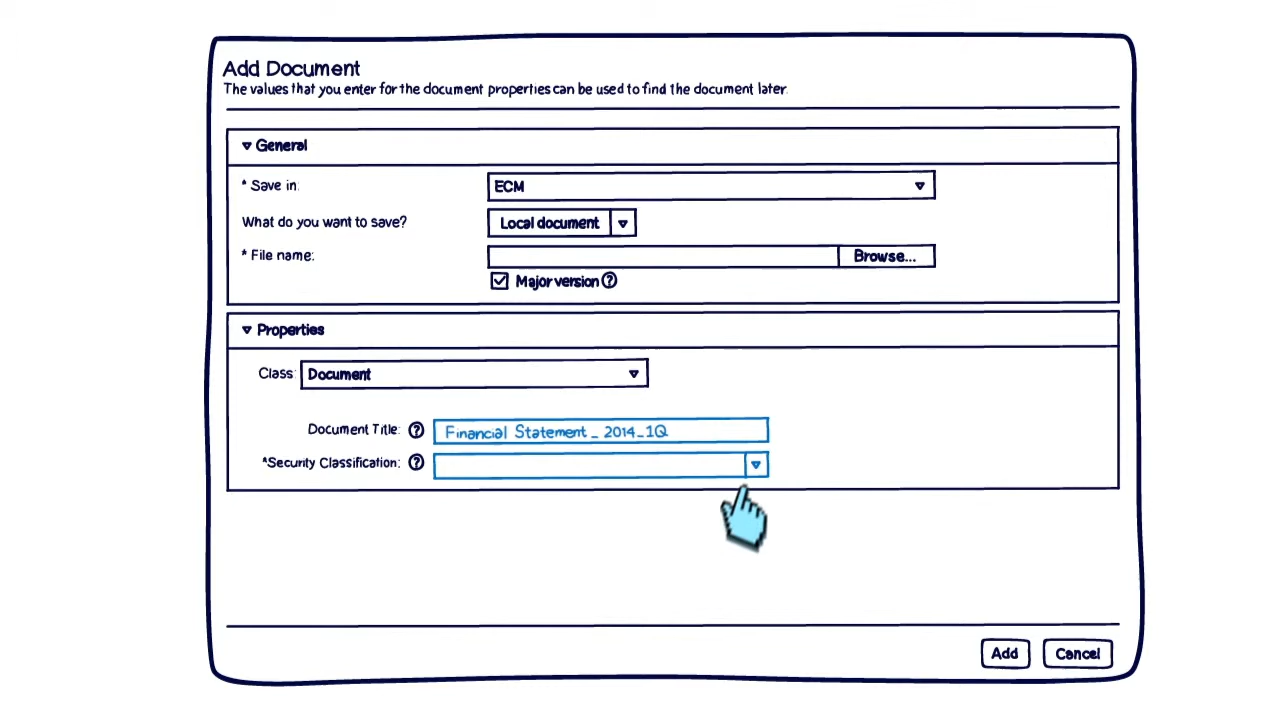 Add Document
The values that you enter for the document properties can be used to find the document later.
General
* Save in: ECM
What do you want to save? Local document
* File name: Browse...
Major version ?
Properties
Class: Document
Document Title: ? Financial Statement _ 2014_1Q
*Security Classification: ?
Add Cancel